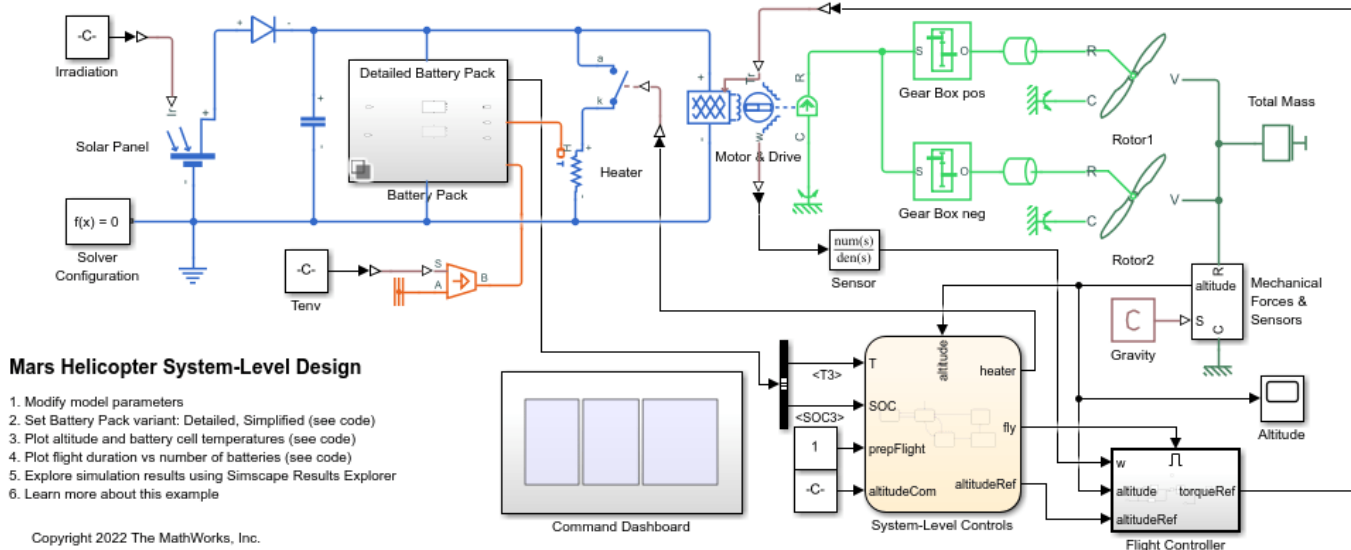 -C-
Irradiation
Ir
+
-
Solar Panel
+
-
f(x) = 0
Solver
Configuration
+
-
Detailed Battery Pack
Battery Pack
-C-
Tenv
S
A
B
a
k
H
+
-
Heater
+
-
Tr
w
Motor & Drive
R
C
S
O
Gear Box pos
S
O
Gear Box neg
R
C
Rotor1
R
C
Rotor2
V
V
Total Mass
num(s)
den(s)
Sensor
R
altitude
S
C
Mechanical
Forces &
Sensors
C
Gravity
Altitude
Mars Helicopter System-Level Design
1. Modify model parameters
2. Set Battery Pack variant: Detailed, Simplified (see code)
3. Plot altitude and battery cell temperatures (see code)
4. Plot flight duration vs number of batteries (see code)
5. Explore simulation results using Simscape Results Explorer
6. Learn more about this example
Copyright 2022 The MathWorks, Inc.
Command Dashboard
<T3>
<SOC3>
1
-C-
altitude
T
SOC
prepFlight
altitudeCom
heater
fly
altitudeRef
System-Level Controls
w
altitude
altitudeRef
torqueRef
Flight Controller